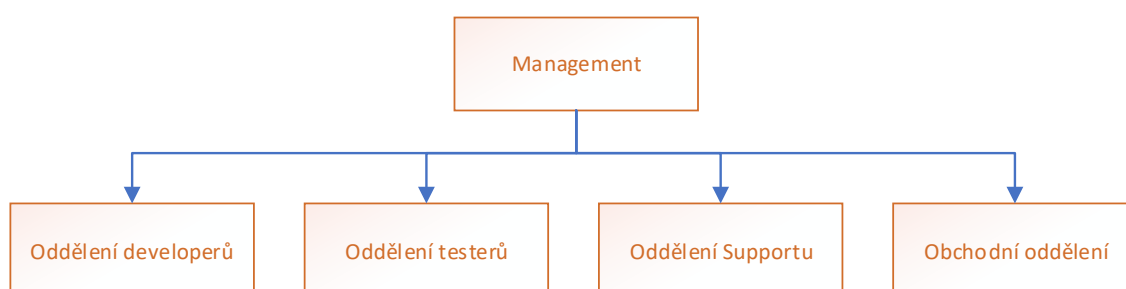 Management
Oddělení developerů
Oddělení testerů
Oddělení Supportu
Obchodní oddělení